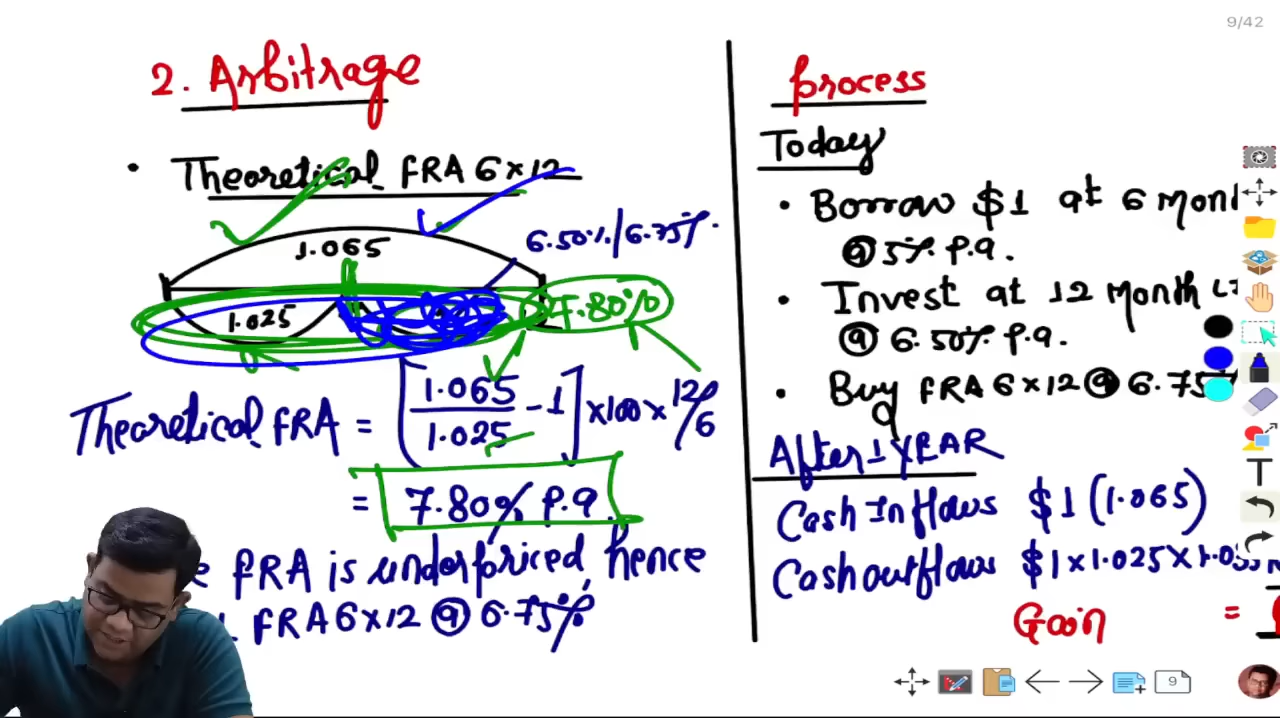 9/42
2. Arbitrage
• Theoretical FRA 6×12
1.065
6.50%/6.75%.
1.025
7.80%
Theoretical FRA = [1.065/1.025 - 1] ×100 × 12/6
= 7.80% P.a
FRA is underpriced, hence
FRA 6×12 @ 6.75%
Process
Today
• Borrow $1 at 6 Mon
@ 5% P.a.
• Invest at 12 month
@ 6.50% P.a.
• Buy FRA 6×12 @ 6.75%
After 1 YEAR
Cash Inflows $1 (1.065)
Cash outflows $1×1.025×1.03
Gain =
9